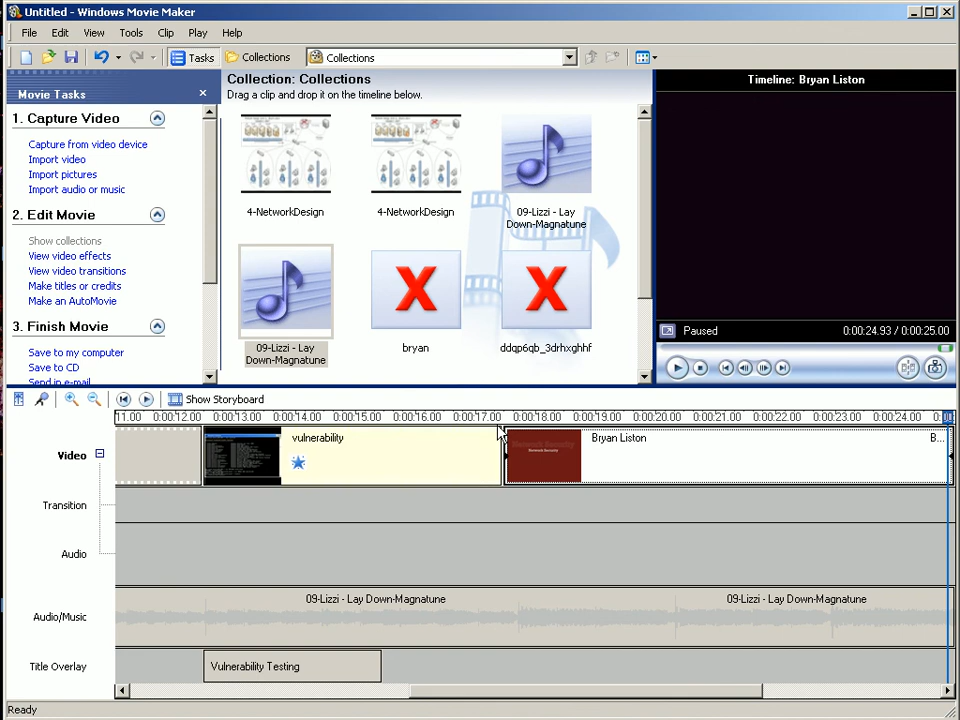 Untitled - Windows Movie Maker
File Edit View Tools Clip Play Help
Tasks Collections Collections
Movie Tasks
1. Capture Video
Capture from video device
Import video
Import pictures
Import audio or music
2. Edit Movie
Show collections
View video effects
View video transitions
Make titles or credits
Make an AutoMovie
3. Finish Movie
Save to my computer
Save to CD
Send in e-mail
Collection: Collections
Drag a clip and drop it on the timeline below.
4-NetworkDesign
4-NetworkDesign
09-Lizzi - Lay
Down-Magnatune
09-Lizzi - Lay
Down-Magnatune
bryan
ddqp6qb_3drhxghhf
Timeline: Bryan Liston
Paused 0:00:24.93 / 0:00:25.00
Show Storyboard
11.00 0:00:12.00 0:00:13.00 0:00:14.00 0:00:15.00 0:00:16.00 0:00:17.00 0:00:18.00 0:00:19.00 0:00:20.00 0:00:21.00 0:00:22.00 0:00:23.00 0:00:24.00
Video
vulnerability
Network Security
Network Security
Bryan Liston
B...
Transition
Audio
Audio/Music
09-Lizzi - Lay Down-Magnatune
09-Lizzi - Lay Down-Magnatune
Title Overlay
Vulnerability Testing
Ready